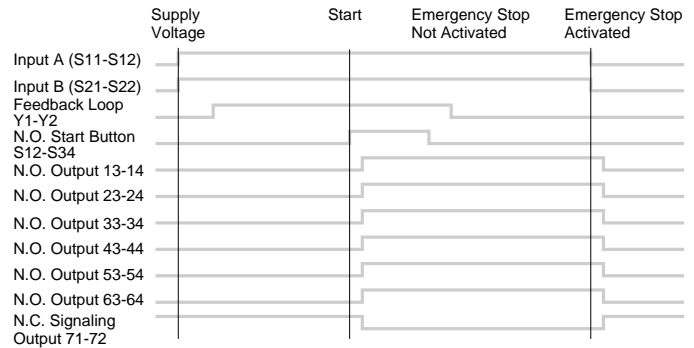 Supply Voltage
Start
Emergency Stop Not Activated
Emergency Stop Activated
Input A (S11-S12)
Input B (S21-S22)
Feedback Loop
Y1-Y2
N.O. Start Button
S12-S34
N.O. Output 13-14
N.O. Output 23-24
N.O. Output 33-34
N.O. Output 43-44
N.O. Output 53-54
N.O. Output 63-64
N.C. Signaling
Output 71-72